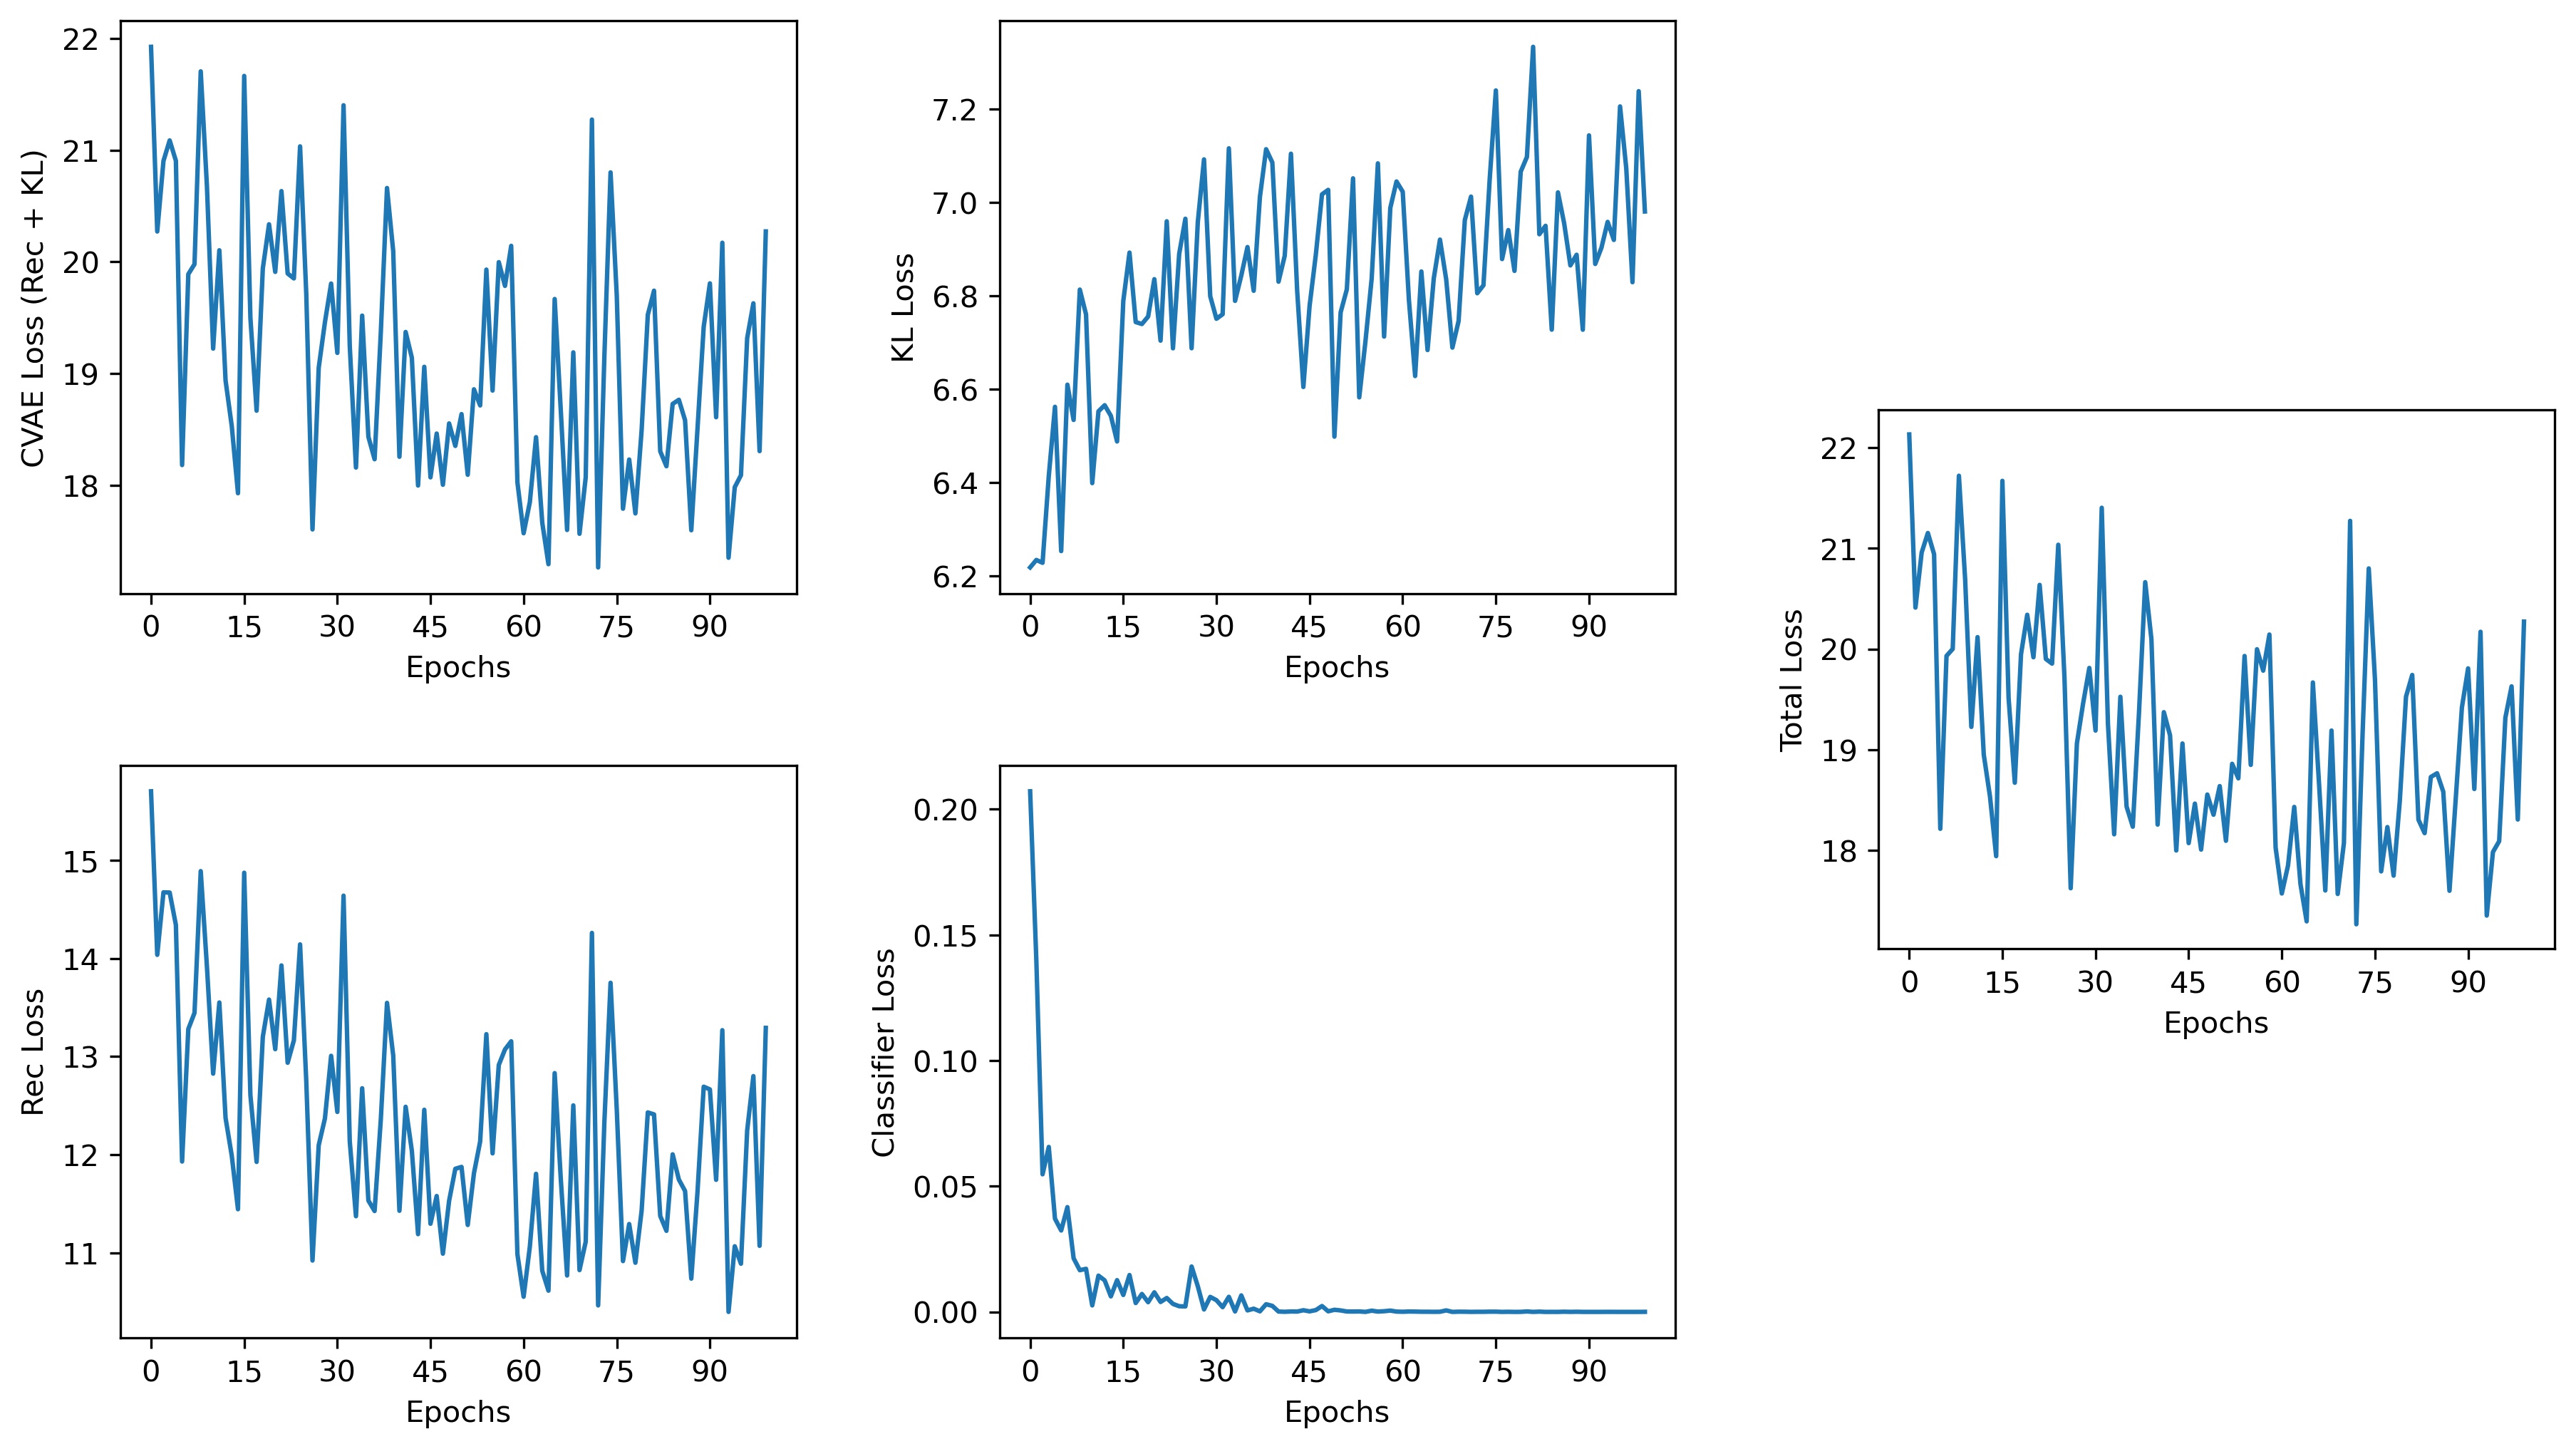 CVAE Loss (Rec + KL)
22
21
20
19
18
0 15 30 45 60 75 90
Epochs
KL Loss
7.2
7.0
6.8
6.6
6.4
6.2
0 15 30 45 60 75 90
Epochs
Rec Loss
15
14
13
12
11
0 15 30 45 60 75 90
Epochs
Classifier Loss
0.20
0.15
0.10
0.05
0.00
0 15 30 45 60 75 90
Epochs
Total Loss
22
21
20
19
18
0 15 30 45 60 75 90
Epochs